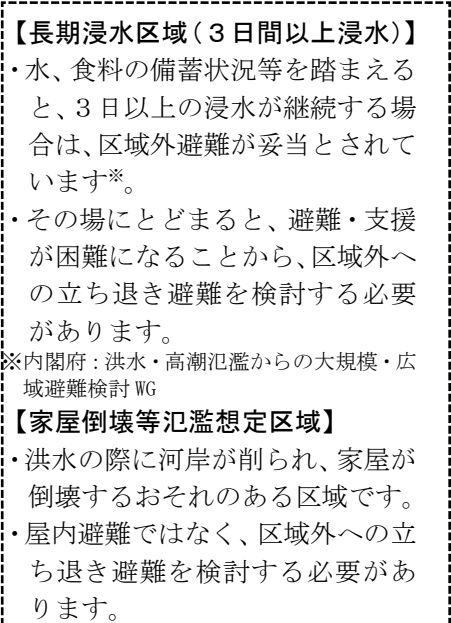 【長期浸水区域(3日間以上浸水)】
・水、食料の備蓄状況等を踏まえる
と、3日以上の浸水が継続する場
合は、区域外避難が妥当とされて
います※。
・その場にとどまると、避難・支援
が困難になることから、区域外へ
の立ち退き避難を検討する必要
があります。
※内閣府：洪水・高潮氾濫からの大規模・広
域避難検討 WG
【家屋倒壊等氾濫想定区域】
・洪水の際に河岸が削られ、家屋が
倒壊するおそれのある区域です。
・屋内避難ではなく、区域外への立
ち退き避難を検討する必要があ
ります。